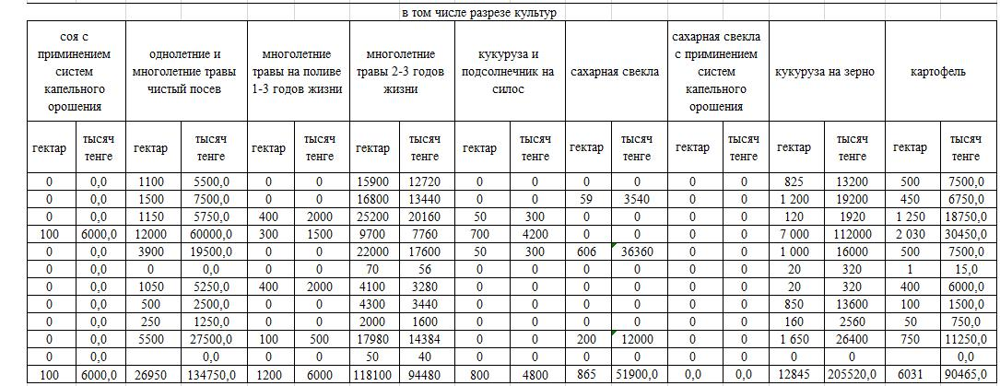 в том числе разрезе культур
соя с приминением систем капельного орошения | однолетние и многолетние травы чистый посев | многолетние травы на поливе 1-3 годов жизни | многолетние травы 2-3 годов жизни | кукуруза и подсолнечник на силос | сахарная свекла | сахарная свекла с приминением систем капельного орошения | кукуруза на зерно | картофель
гектар | тысяч тенге | гектар | тысяч тенге | гектар | тысяч тенге | гектар | тысяч тенге | гектар | тысяч тенге | гектар | тысяч тенге | гектар | тысяч тенге | гектар | тысяч тенге | гектар | тысяч тенге
0 | 0,0 | 1100 | 5500,0 | 0 | 0 | 15900 | 12720 | 0 | 0 | 0 | 0 | 0 | 0 | 825 | 13200 | 500 | 7500,0
0 | 0,0 | 1500 | 7500,0 | 0 | 0 | 16800 | 13440 | 0 | 0 | 59 | 3540 | 0 | 0 | 1 200 | 19200 | 450 | 6750,0
0 | 0,0 | 1150 | 5750,0 | 400 | 2000 | 25200 | 20160 | 50 | 300 | 0 | 0 | 0 | 0 | 120 | 1920 | 1 250 | 18750,0
100 | 6000,0 | 12000 | 60000,0 | 300 | 1500 | 9700 | 7760 | 700 | 4200 | 0 | 0 | 0 | 0 | 7 000 | 112000 | 2 030 | 30450,0
0 | 0,0 | 3900 | 19500,0 | 0 | 0 | 22000 | 17600 | 50 | 300 | 606 | 36360 | 0 | 0 | 1 000 | 16000 | 500 | 7500,0
0 | 0,0 | 0 | 0,0 | 0 | 0 | 70 | 56 | 0 | 0 | 0 | 0 | 0 | 0 | 20 | 320 | 1 | 15,0
0 | 0,0 | 1050 | 5250,0 | 400 | 2000 | 4100 | 3280 | 0 | 0 | 0 | 0 | 0 | 0 | 20 | 320 | 400 | 6000,0
0 | 0,0 | 500 | 2500,0 | 0 | 0 | 4300 | 3440 | 0 | 0 | 0 | 0 | 0 | 0 | 850 | 13600 | 100 | 1500,0
0 | 0,0 | 250 | 1250,0 | 0 | 0 | 2000 | 1600 | 0 | 0 | 0 | 0 | 0 | 0 | 160 | 2560 | 50 | 750,0
0 | 0,0 | 5500 | 27500,0 | 100 | 500 | 17980 | 14384 | 0 | 0 | 200 | 12000 | 0 | 0 | 1 650 | 26400 | 750 | 11250,0
0 | 0,0 | | 0,0 | 0 | 0 | 50 | 40 | 0 | 0 | 0 | 0 | 0 | 0 | 0 | 0 | | 0,0
100 | 6000,0 | 26950 | 134750,0 | 1200 | 6000 | 118100 | 94480 | 800 | 4800 | 865 | 51900,0 | 0,0 | 0,0 | 12845 | 205520,0 | 6031 | 90465,0